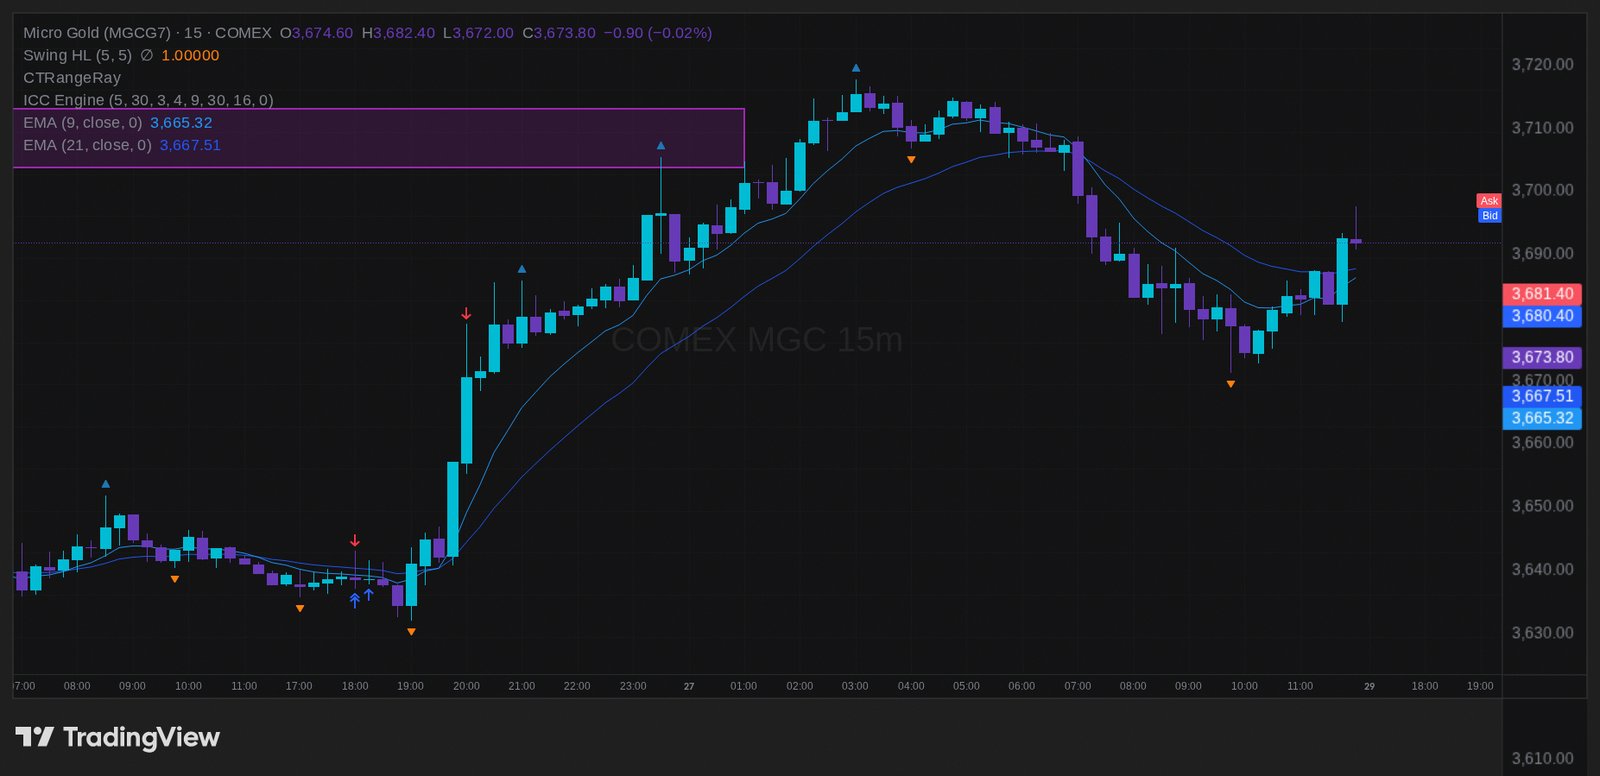 Micro Gold (MGCG7) · 15 · COMEX O3,674.60 H3,682.40 L3,672.00 C3,673.80 −0.90 (−0.02%)
Swing HL (5, 5) ∅ 1.00000
CTRangeRay
ICC Engine (5, 30, 3, 4, 9, 30, 16, 0)
EMA (9, close, 0) 3,665.32
EMA (21, close, 0) 3,667.51
COMEX MGC 15m
3,720.00
3,710.00
3,700.00
Ask
Bid
3,690.00
3,681.40
3,680.40
3,673.80
3,670.00
3,667.51
3,665.32
3,660.00
3,650.00
3,640.00
3,630.00
3,610.00
7:00 08:00 09:00 10:00 11:00 17:00 18:00 19:00 20:00 21:00 22:00 23:00 27 01:00 02:00 03:00 04:00 05:00 06:00 07:00 08:00 09:00 10:00 11:00 29 18:00 19:00
TradingView